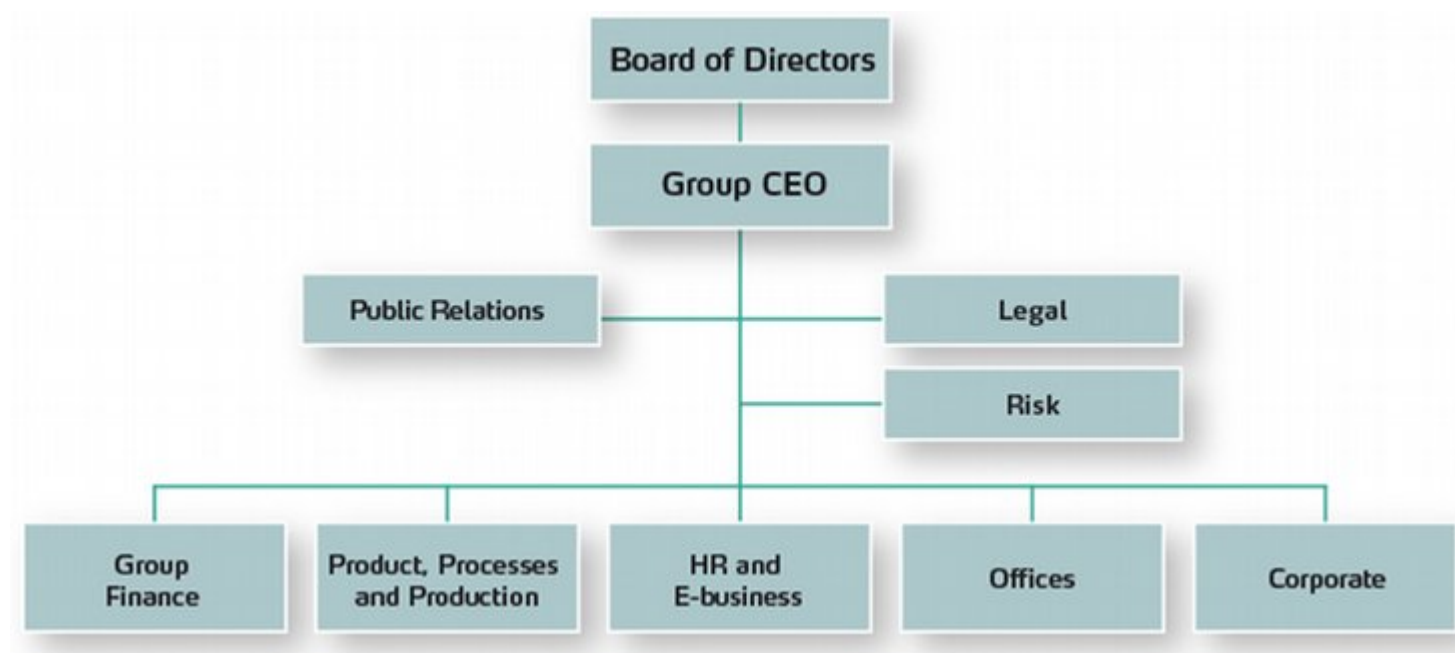 Board of Directors
Group CEO
Public Relations
Legal
Risk
Group
Finance
Product, Processes
and Production
HR and
E-business
Offices
Corporate